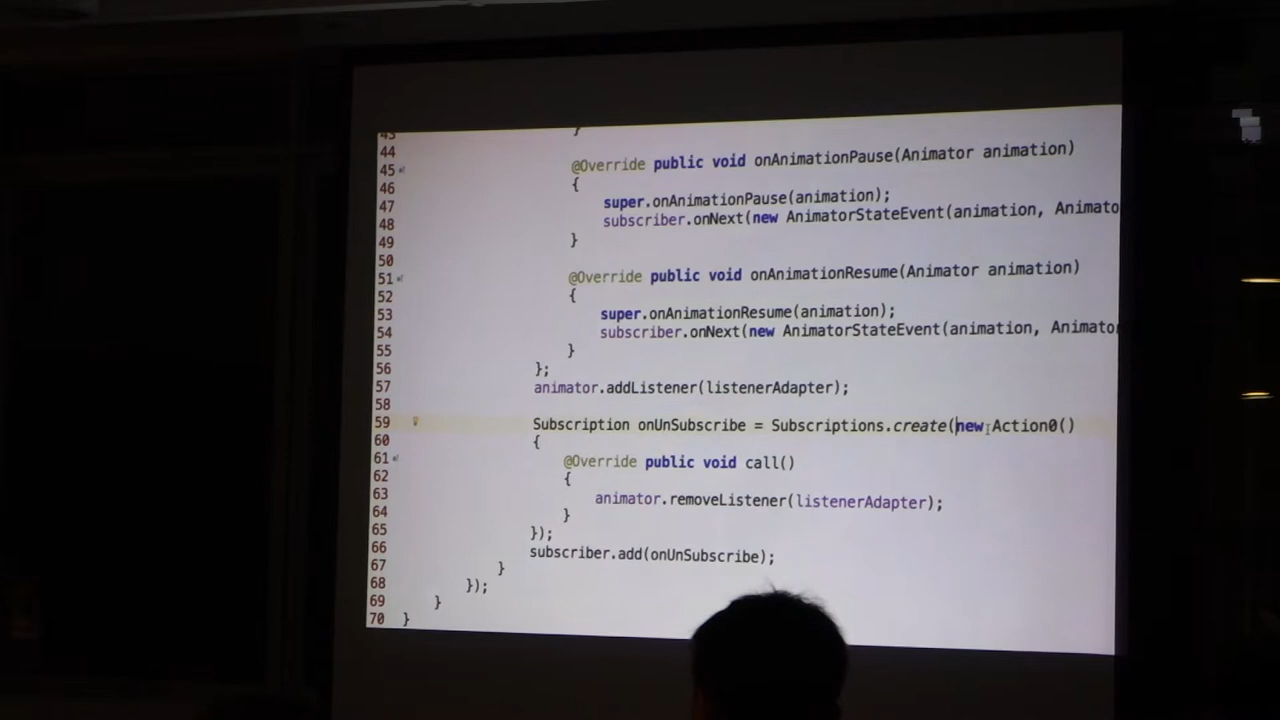 43 }
44
45 @Override public void onAnimationPause(Animator animation)
46 {
47 super.onAnimationPause(animation);
48 subscriber.onNext(new AnimatorStateEvent(animation, Animato
49 }
50
51 @Override public void onAnimationResume(Animator animation)
52 {
53 super.onAnimationResume(animation);
54 subscriber.onNext(new AnimatorStateEvent(animation, Animator
55 }
56 };
57 animator.addListener(listenerAdapter);
58
59 Subscription onUnSubscribe = Subscriptions.create(new Action0()
60 {
61 @Override public void call()
62 {
63 animator.removeListener(listenerAdapter);
64 }
65 });
66 subscriber.add(onUnSubscribe);
67 }
68 });
69 }
70 }